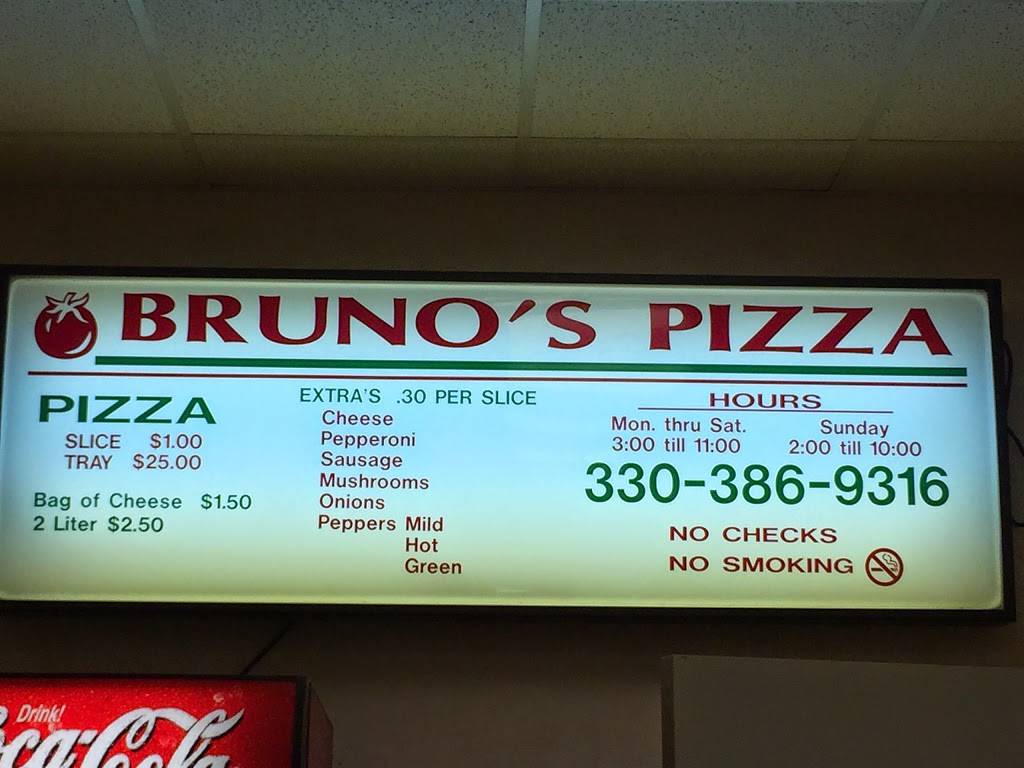 BRUNO'S PIZZA
PIZZA
SLICE $1.00
TRAY $25.00
Bag of Cheese $1.50
2 Liter $2.50
EXTRA'S .30 PER SLICE
Cheese
Pepperoni
Sausage
Mushrooms
Onions
Peppers Mild
Hot
Green
HOURS
Mon. thru Sat.
3:00 till 11:00
Sunday
2:00 till 10:00
330-386-9316
NO CHECKS
NO SMOKING
Drink!
Coca-Cola